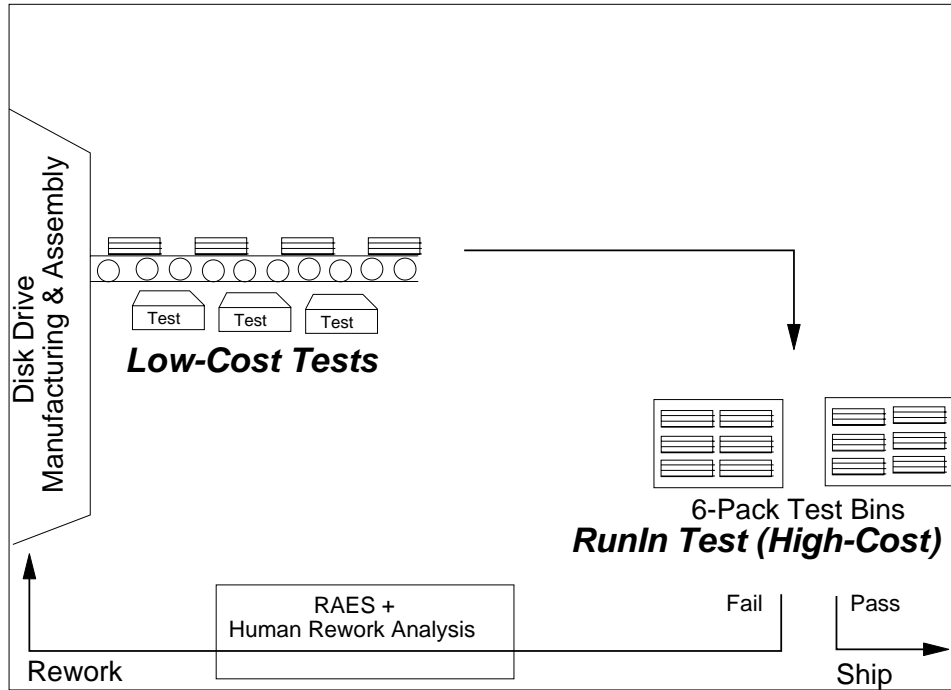 Disk Drive
Manufacturing & Assembly
Test
Test
Test
Low-Cost Tests
6-Pack Test Bins
RunIn Test (High-Cost)
RAES +
Human Rework Analysis
Fail
Pass
Rework
Ship